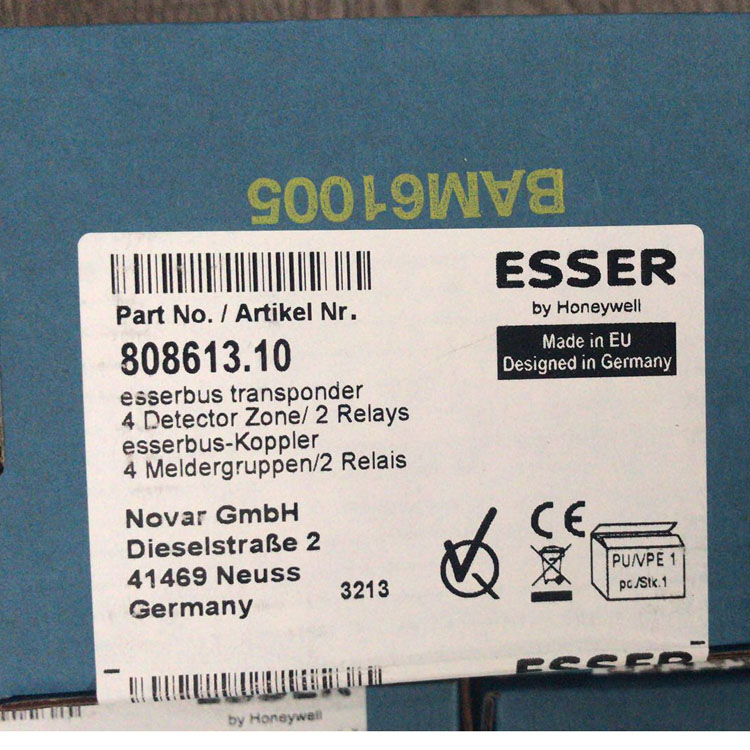 BAM61005
ESSER
by Honeywell
Made in EU
Designed in Germany
Part No. / Artikel Nr.
808613.10
esserbus transponder
4 Detector Zone/ 2 Relays
esserbus-Koppler
4 Meldergruppen/2 Relais
Novar GmbH
Dieselstraße 2
41469 Neuss
Germany
3213
CE
PU/VPE 1
pc./Stk.1
ESSER
by Honeywell